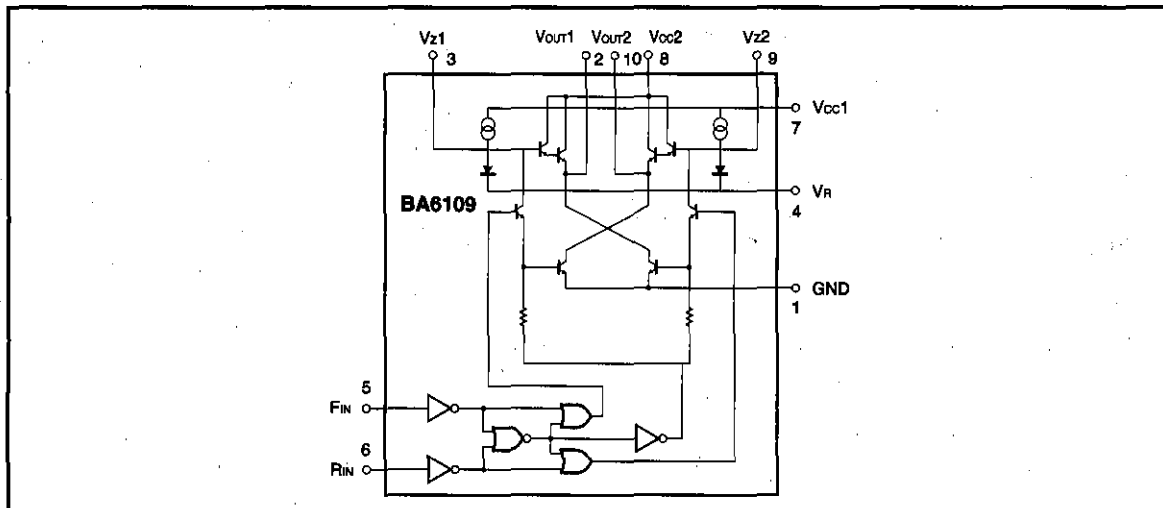 Vz1 VOUT1 VOUT2 VCC2 Vz2
3 2 10 8 9
VCC1
7
VR
4
BA6109
GND
1
5
FIN
6
RIN